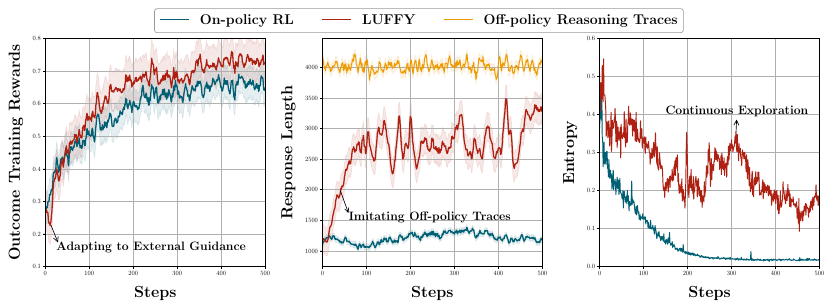 On-policy RL LUFFY Off-policy Reasoning Traces
Outcome Training Rewards
0.8
0.7
0.6
0.5
0.4
0.3
0.2
0.1
Adapting to External Guidance
0 100 200 300 400 500
Steps
Response Length
4000
3500
3000
2500
2000
1500
1000
Imitating Off-policy Traces
0 100 200 300 400 500
Steps
Entropy
0.6
0.5
0.4
0.3
0.2
0.1
0.0
Continuous Exploration
0 100 200 300 400 500
Steps